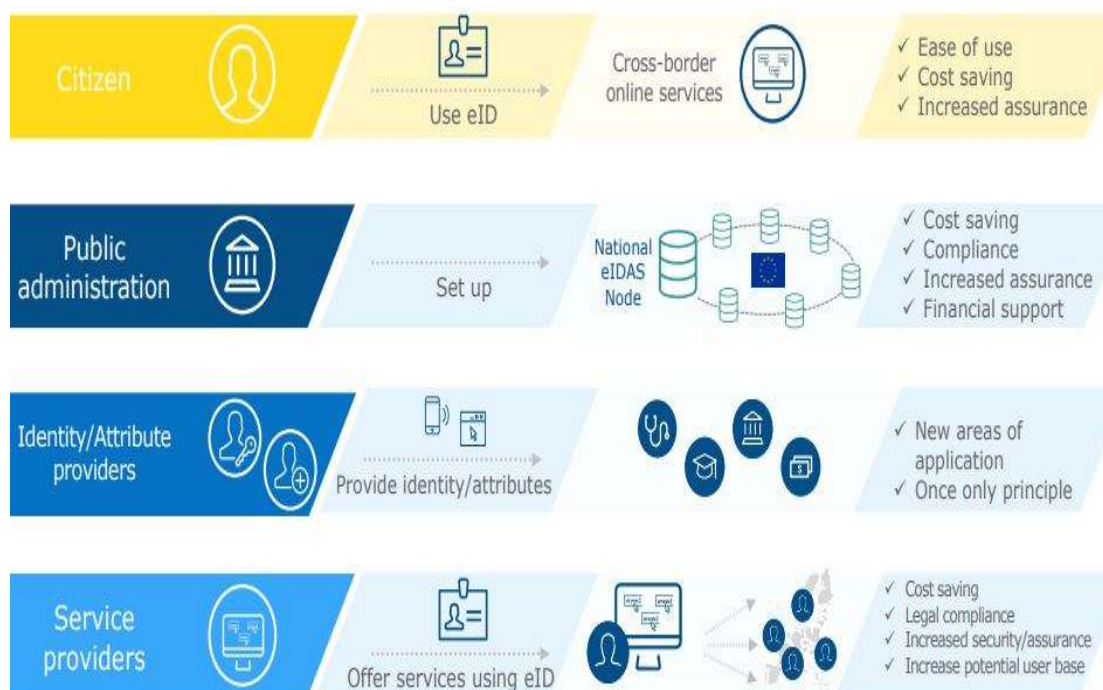 Citizen
Use eID
Cross-border
online services
✓ Ease of use
✓ Cost saving
✓ Increased assurance
Public
administration
Set up
National
eIDAS
Node
✓ Cost saving
✓ Compliance
✓ Increased assurance
✓ Financial support
Identity/Attribute
providers
Provide identity/attributes
✓ New areas of
application
✓ Once only principle
Service
providers
Offer services using eID
✓ Cost saving
✓ Legal compliance
✓ Increased security/assurance
✓ Increase potential user base